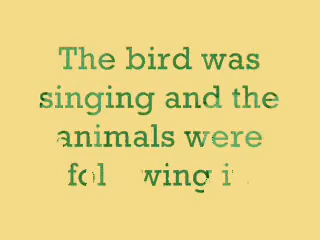 The bird was
singing and the
animals were